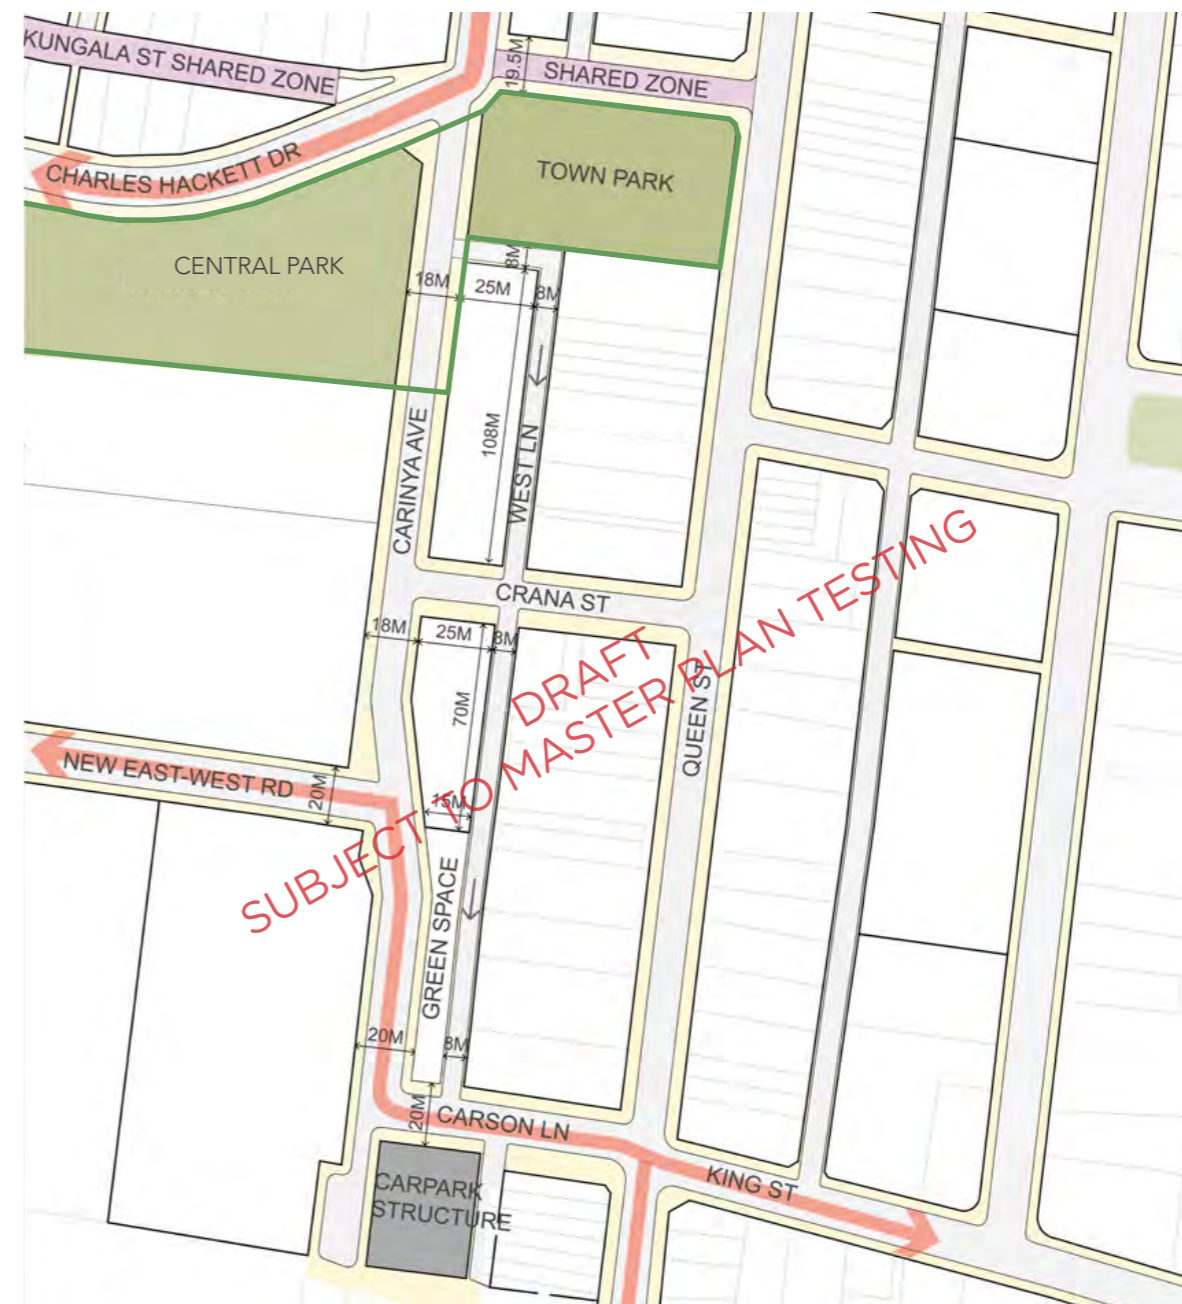 KUNGALA ST SHARED ZONE
19.5M
SHARED ZONE
CHARLES HACKETT DR
TOWN PARK
CENTRAL PARK
8M
18M
25M
8M
108M
CARINYA AVE
WEST LN
CRANA ST
18M
25M
8M
70M
QUEEN ST
DRAFT
SUBJECT TO MASTER PLAN TESTING
NEW EAST-WEST RD
20M
15M
GREEN SPACE
20M
8M
20M
CARSON LN
KING ST
CARPARK
STRUCTURE